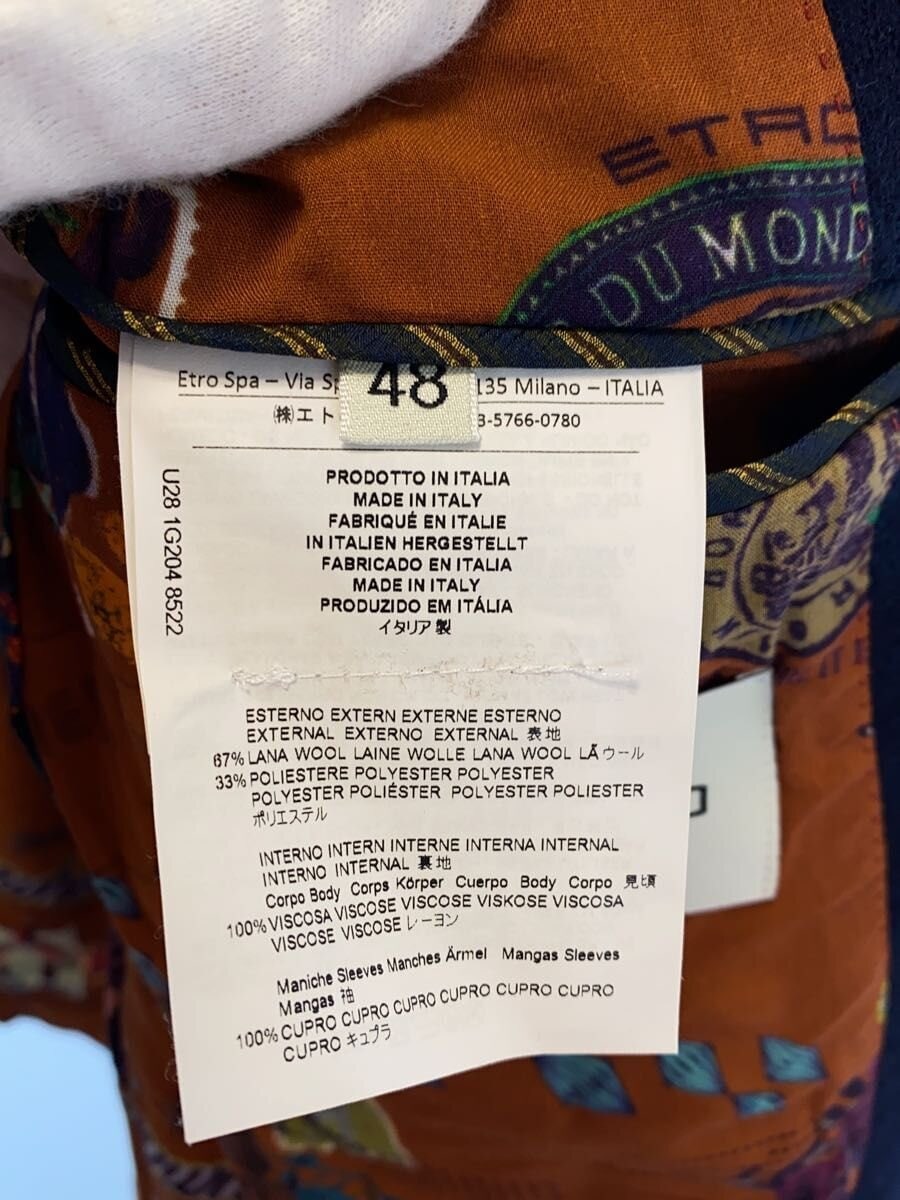 ETRO
DU MOND
48
Etro Spa – Via Sp 135 Milano – ITALIA
㈱エト 3-5766-0780
U28 1G204 8522
PRODOTTO IN ITALIA
MADE IN ITALY
FABRIQUÉ EN ITALIE
IN ITALIEN HERGESTELLT
FABRICADO EN ITALIA
MADE IN ITALY
PRODUZIDO EM ITÁLIA
イタリア製
ESTERNO EXTERN EXTERNE ESTERNO
EXTERNAL EXTERNO EXTERNAL 表地
67% LANA WOOL LAINE WOLLE LANA WOOL LÃ ウール
33% POLIESTERE POLYESTER POLYESTER
POLYESTER POLIÉSTER POLYESTER POLIESTER
ポリエステル
INTERNO INTERN INTERNE INTERNA INTERNAL
INTERNO INTERNAL 裏地
Corpo Body Corps Körper Cuerpo Body Corpo 見頃
100% VISCOSA VISCOSE VISCOSE VISKOSE VISCOSA
VISCOSE VISCOSE レーヨン
Maniche Sleeves Manches Ärmel Mangas Sleeves
Mangas 袖
100% CUPRO CUPRO CUPRO CUPRO CUPRO CUPRO
CUPRO キュプラ